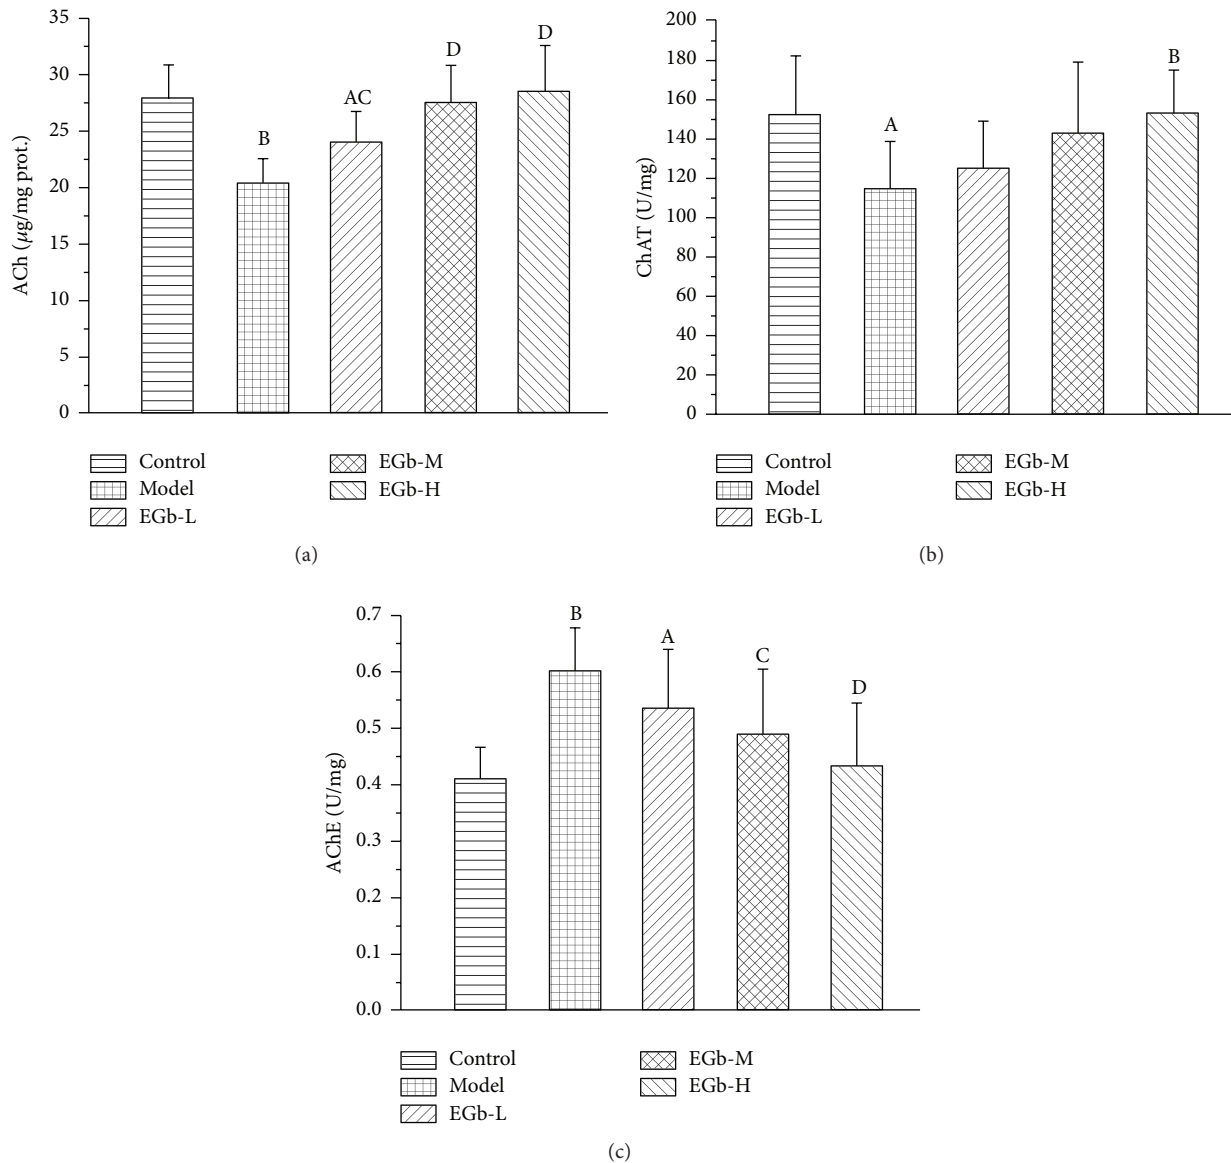 35
30
25
20
15
10
5
0
ACh (μg/mg prot.)
B
AC
D
D
Control
Model
EGb-L
EGb-M
EGb-H
(a)
200
180
160
140
120
100
80
60
40
20
0
ChAT (U/mg)
A
B
Control
Model
EGb-L
EGb-M
EGb-H
(b)
0.7
0.6
0.5
0.4
0.3
0.2
0.1
0.0
AChE (U/mg)
B
A
C
D
Control
Model
EGb-L
EGb-M
EGb-H
(c)